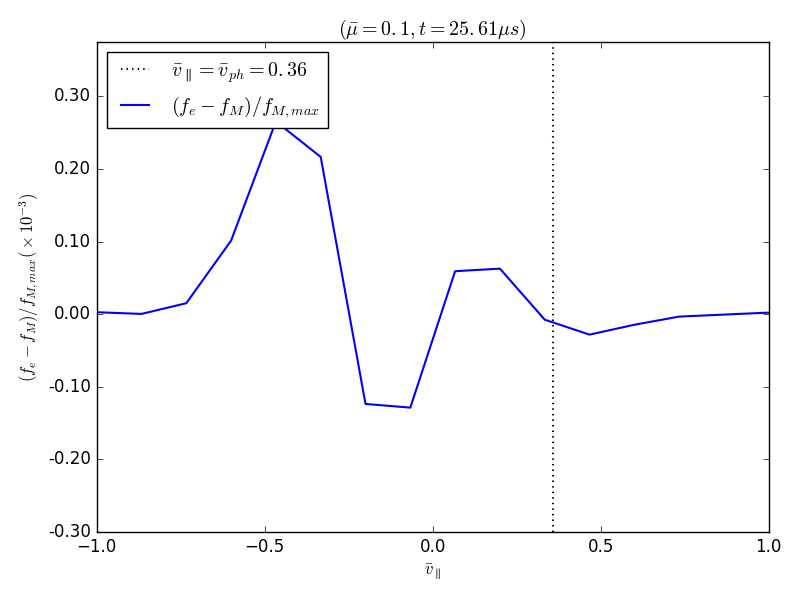 (μ̄ = 0.1, t = 25.61μs)
v̄∥ = v̄ph = 0.36
(fe − fM)/fM,max
0.30
0.20
0.10
0.00
-0.10
-0.20
-0.30
(fe − fM)/fM,max(×10⁻³)
−1.0 −0.5 0.0 0.5 1.0
v̄∥